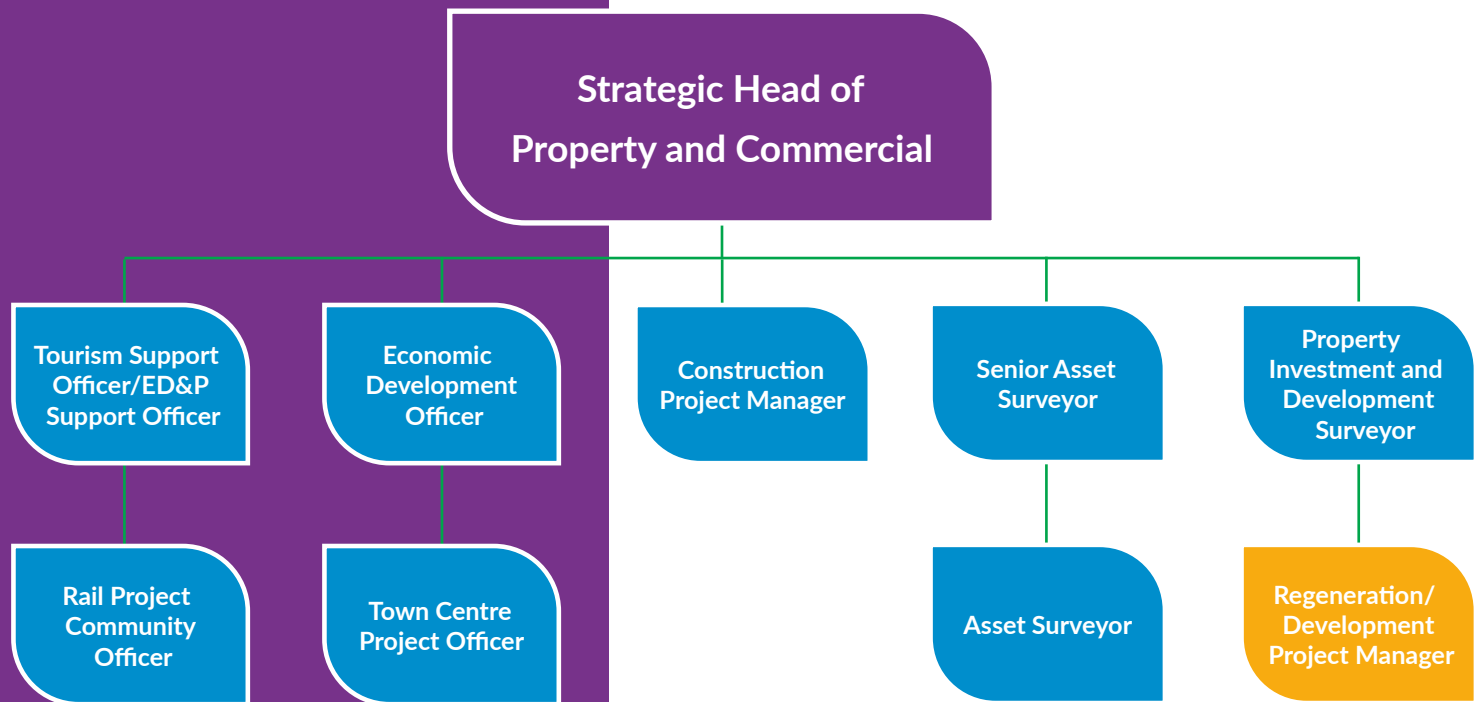 Strategic Head of
Property and Commercial
Tourism Support
Officer/ED&P
Support Officer
Economic
Development
Officer
Construction
Project Manager
Senior Asset
Surveyor
Property
Investment and
Development
Surveyor
Rail Project
Community
Officer
Town Centre
Project Officer
Asset Surveyor
Regeneration/
Development
Project Manager